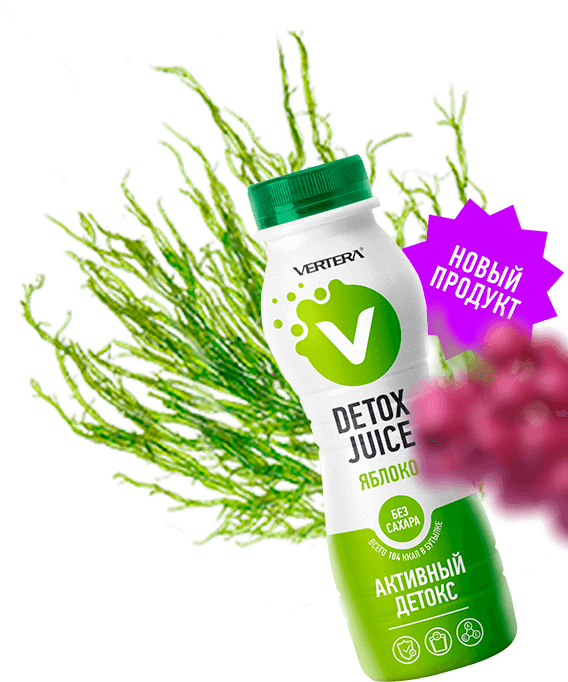 VERTERA®
V
НОВЫЙ
ПРОДУКТ
DETOX
JUICE
ЯБЛОКО
БЕЗ
САХАРА
ВСЕГО 104 ККАЛ В БУТЫЛКЕ
АКТИВНЫЙ
ДЕТОКС